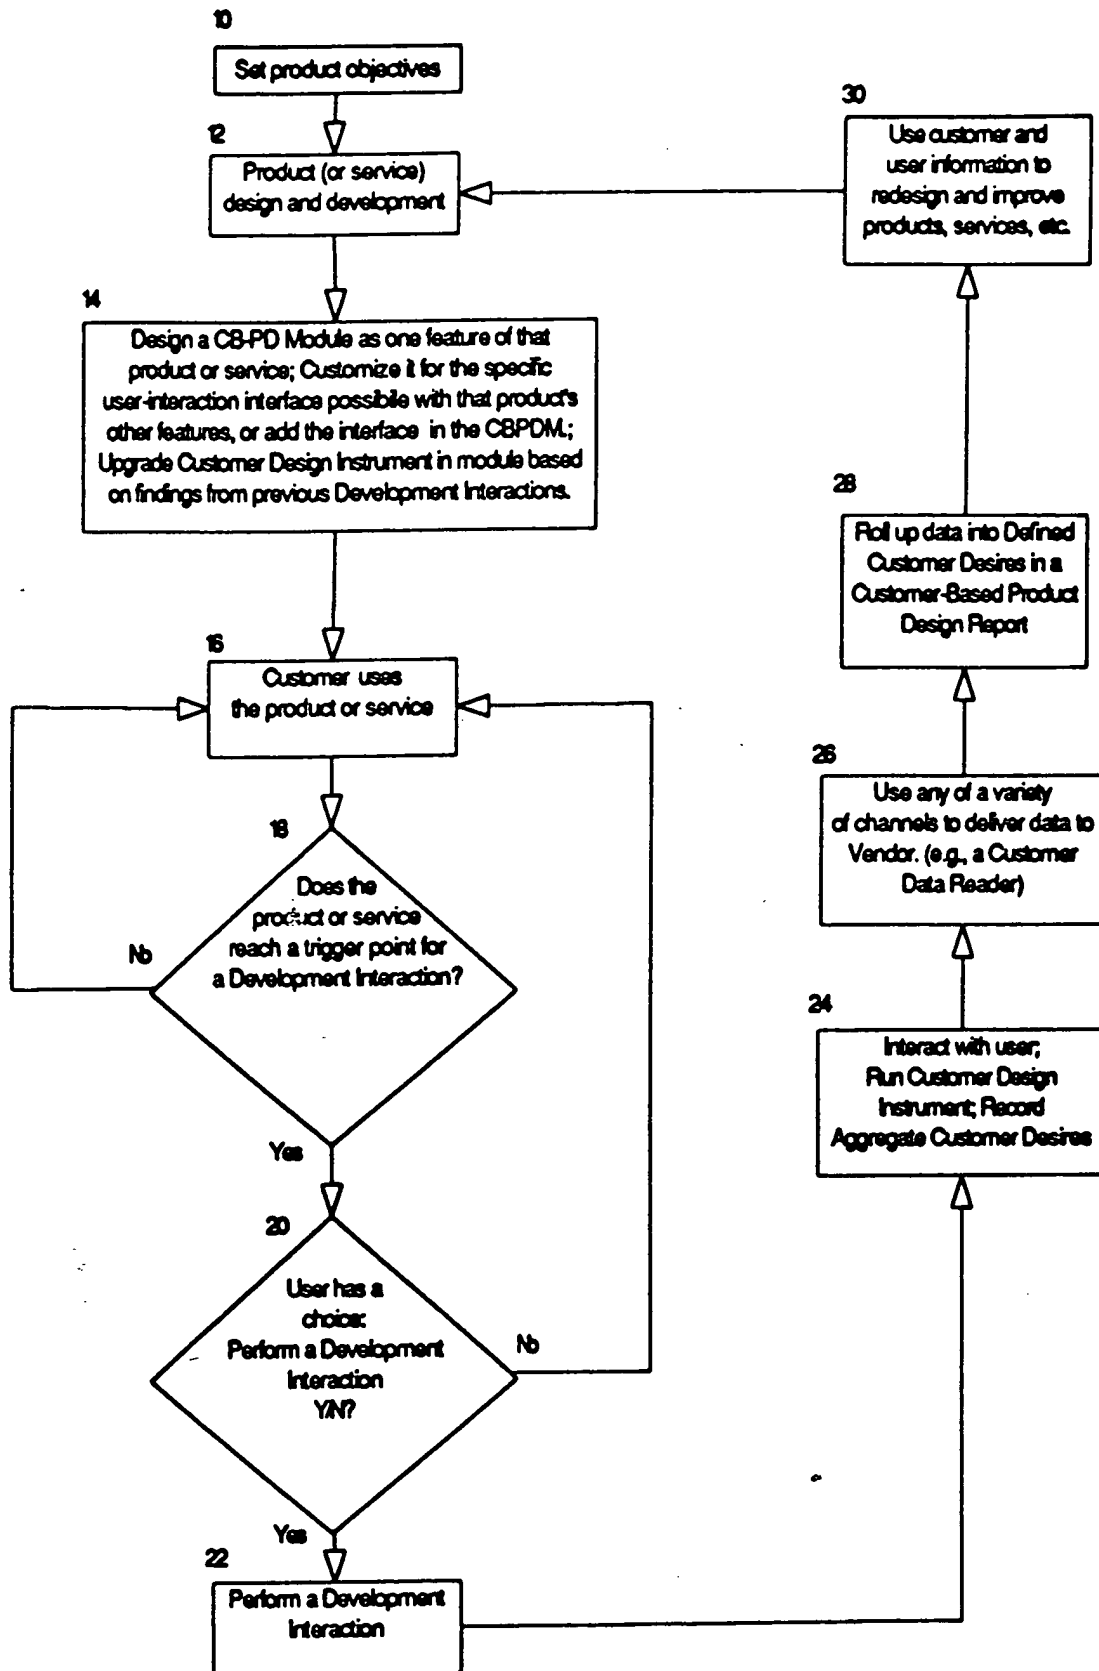 10
Set product objectives
12
Product (or service)
design and development
14
Design a CB-PD Module as one feature of that
product or service; Customize it for the specific
user-interaction interface possibile with that product's
other features, or add the interface in the CBPDM.;
Upgrade Customer Design Instrument in module based
on findings from previous Development Interactions.
16
Customer uses
the product or service
18
Does the
product or service
reach a trigger point for
a Development Interaction?
No
Yes
20
User has a
choice:
Perform a Development
Interaction
Y/N?
No
Yes
22
Perform a Development
Interaction
24
Interact with user;
Run Customer Design
Instrument; Record
Aggregate Customer Desires
26
Use any of a variety
of channels to deliver data to
Vendor. (e.g., a Customer
Data Reader)
28
Roll up data into Defined
Customer Desires in a
Customer-Based Product
Design Report
30
Use customer and
user information to
redesign and improve
products, services, etc.